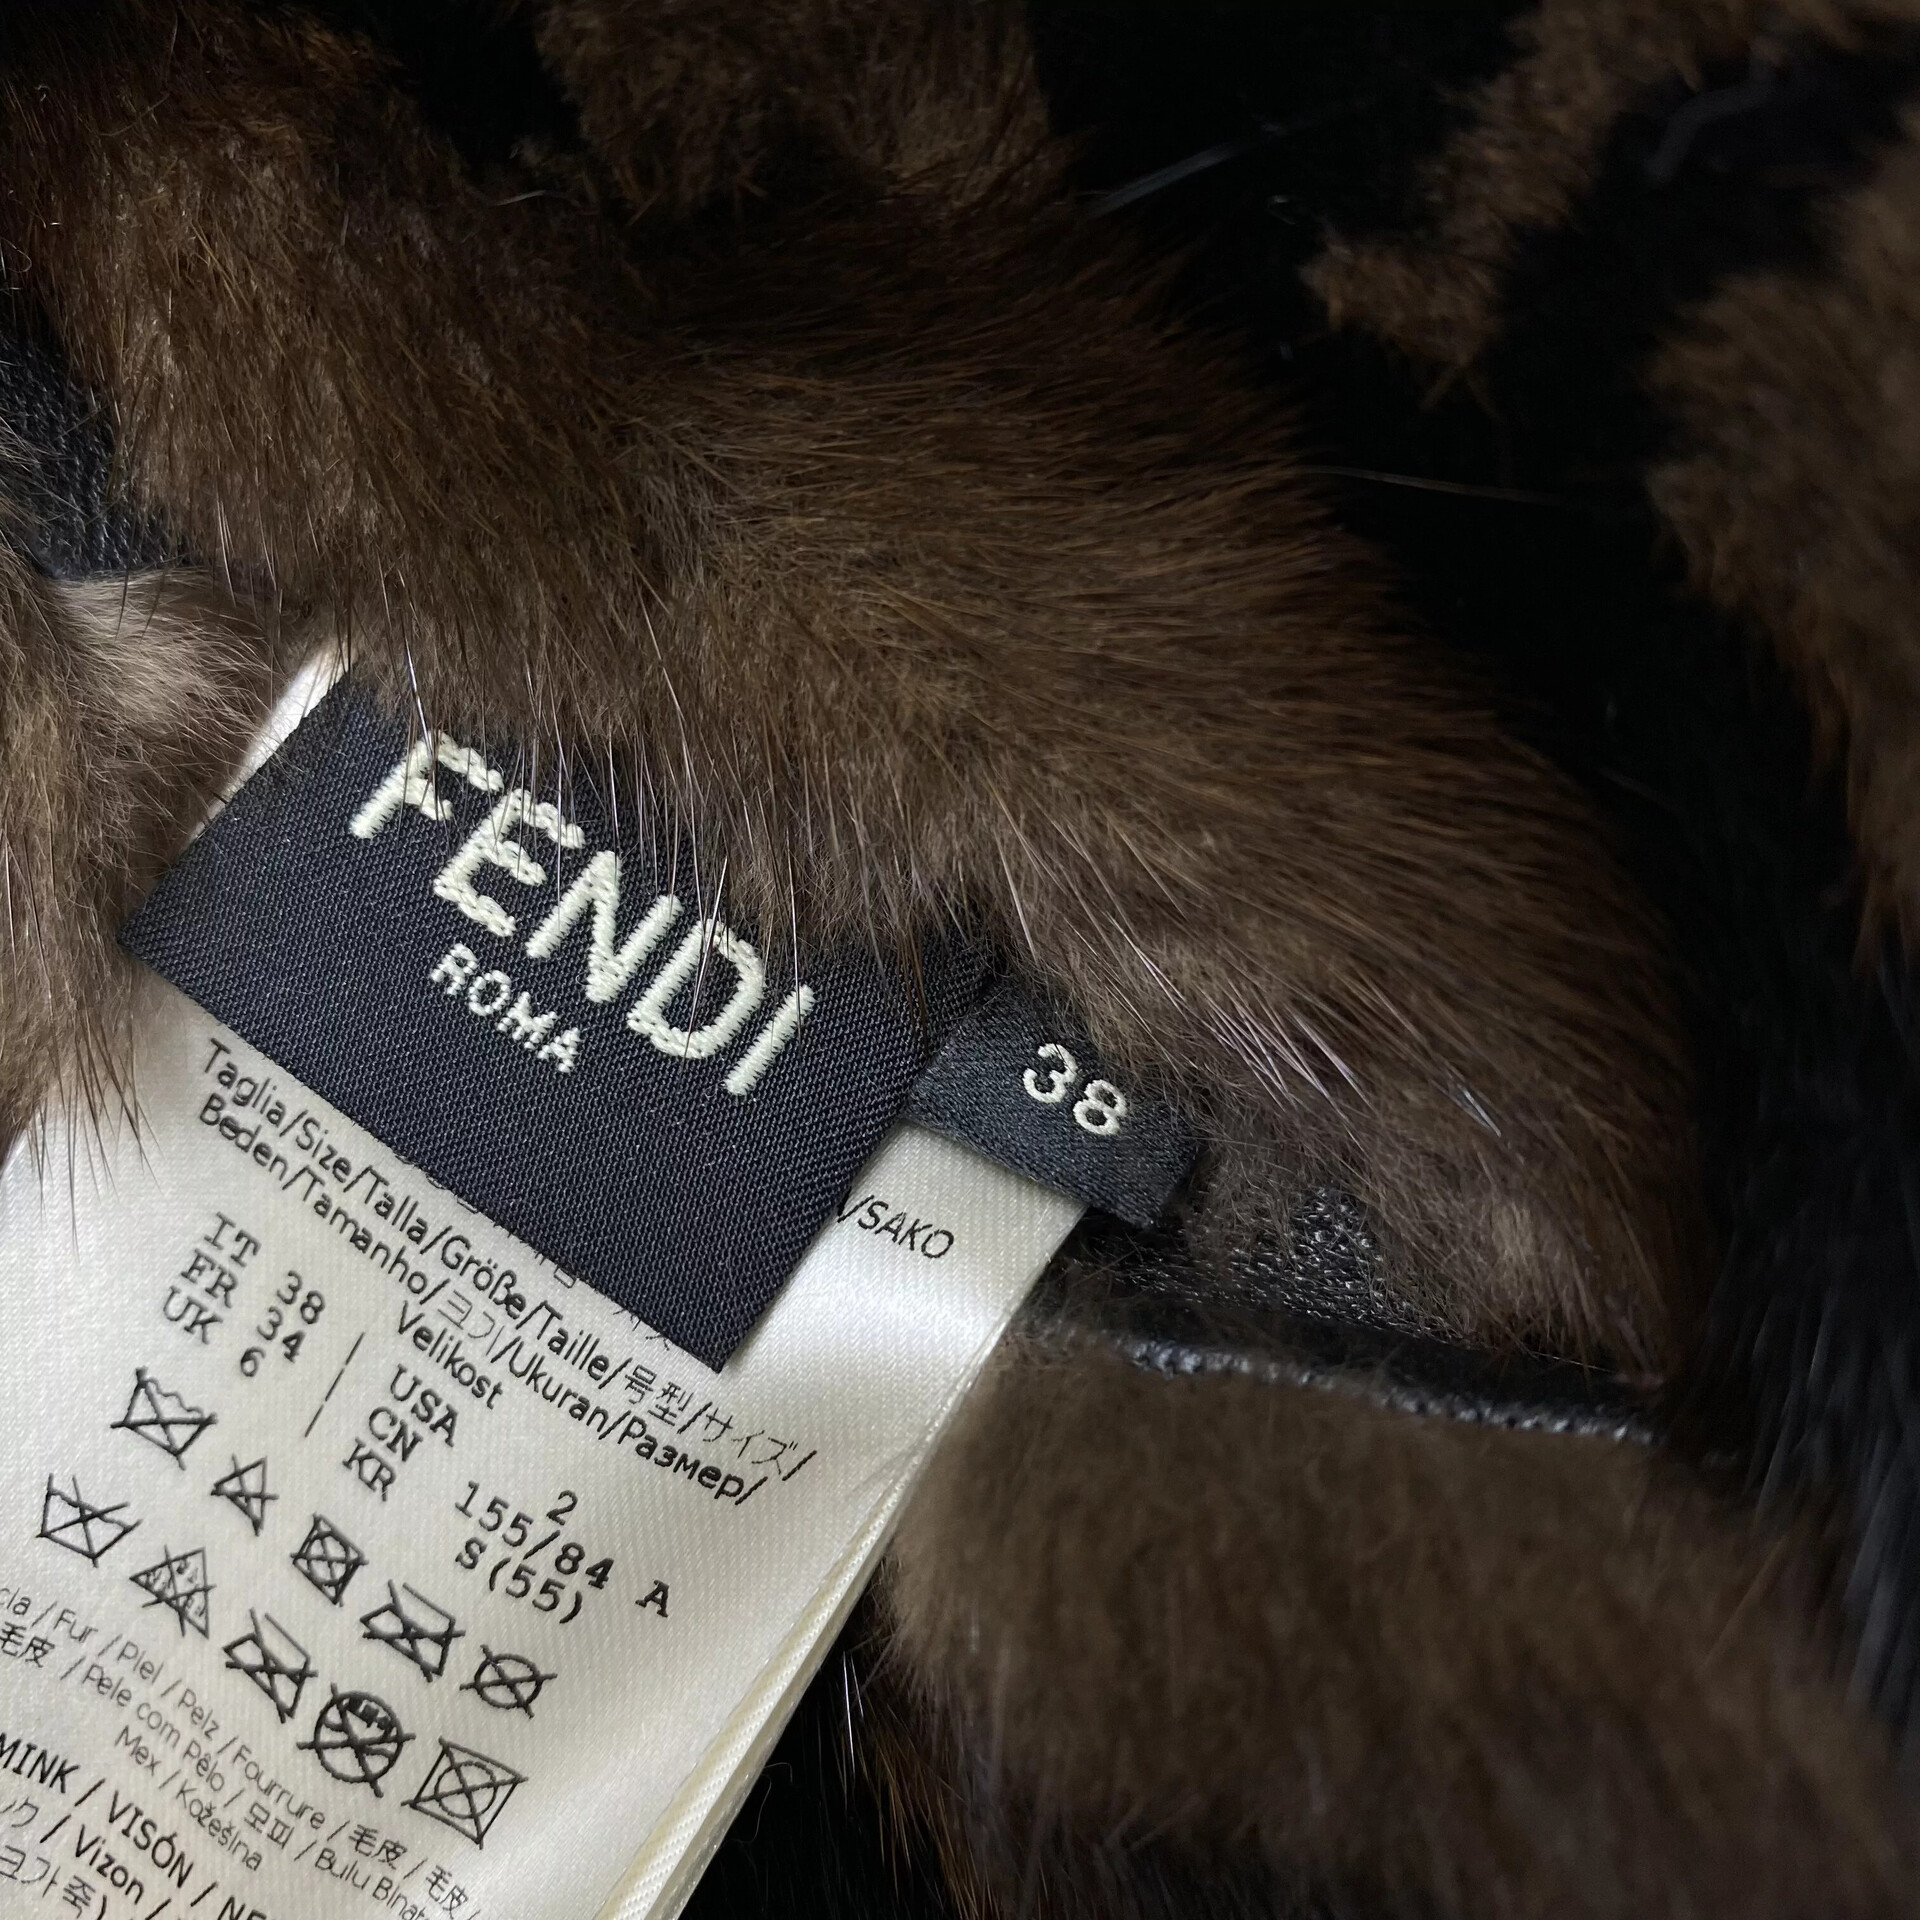 FENDI
ROMA
38
/SAKO
Taglia/Size/Talla/Größe/Taille/号型/サイズ/
Beden/Tamanho/크기/Ukuran/Размер/
Velikost
IT 38
FR 34
UK 6
USA 2
CN 155/84 A
KR S(55)
/ Fur / Piel / Pelz / Fourrure / 毛皮 / 毛皮 /
毛皮 / Pele com Pêlo / 모피 / Bulu
Mex / Kožešina
MINK / VISÓN /
/ Vizon /